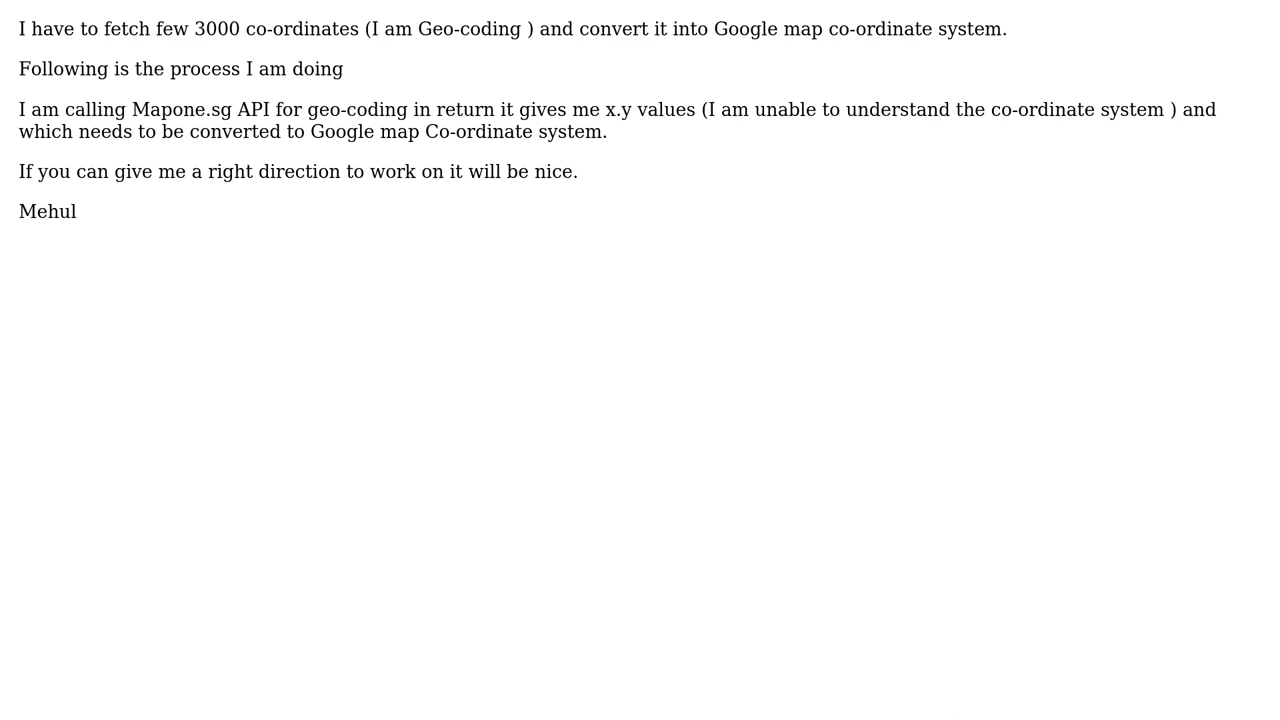 I have to fetch few 3000 co-ordinates (I am Geo-coding ) and convert it into Google map co-ordinate system.
Following is the process I am doing
I am calling Mapone.sg API for geo-coding in return it gives me x.y values (I am unable to understand the co-ordinate system ) and
which needs to be converted to Google map Co-ordinate system.
If you can give me a right direction to work on it will be nice.
Mehul